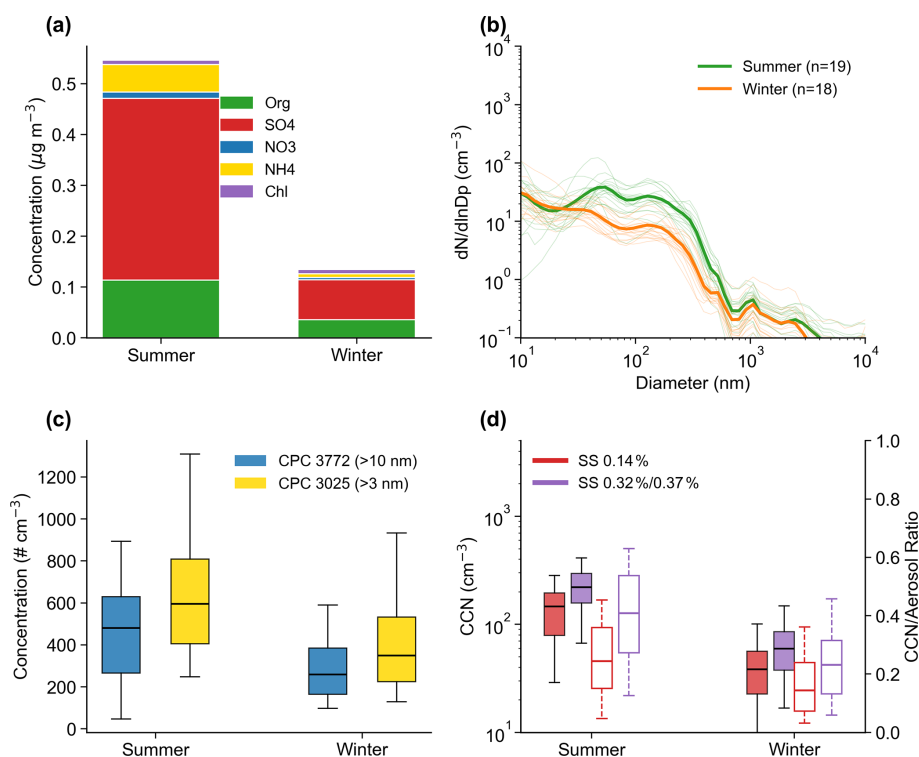 (a)
Concentration (µg m⁻³)
0.5
0.4
0.3
0.2
0.1
0.0
Org
SO4
NO3
NH4
Chl
Summer
Winter
(b)
dN/dlnDp (cm⁻³)
10⁴
10³
10²
10¹
10⁰
10⁻¹
Summer (n=19)
Winter (n=18)
10¹
10²
10³
10⁴
Diameter (nm)
(c)
Concentration (# cm⁻³)
1200
1000
800
600
400
200
0
CPC 3772 (>10 nm)
CPC 3025 (>3 nm)
Summer
Winter
(d)
CCN (cm⁻³)
10³
10²
10¹
SS 0.14%
SS 0.32%/0.37%
1.0
0.8
0.6
0.4
0.2
0.0
CCN/Aerosol Ratio
Summer
Winter